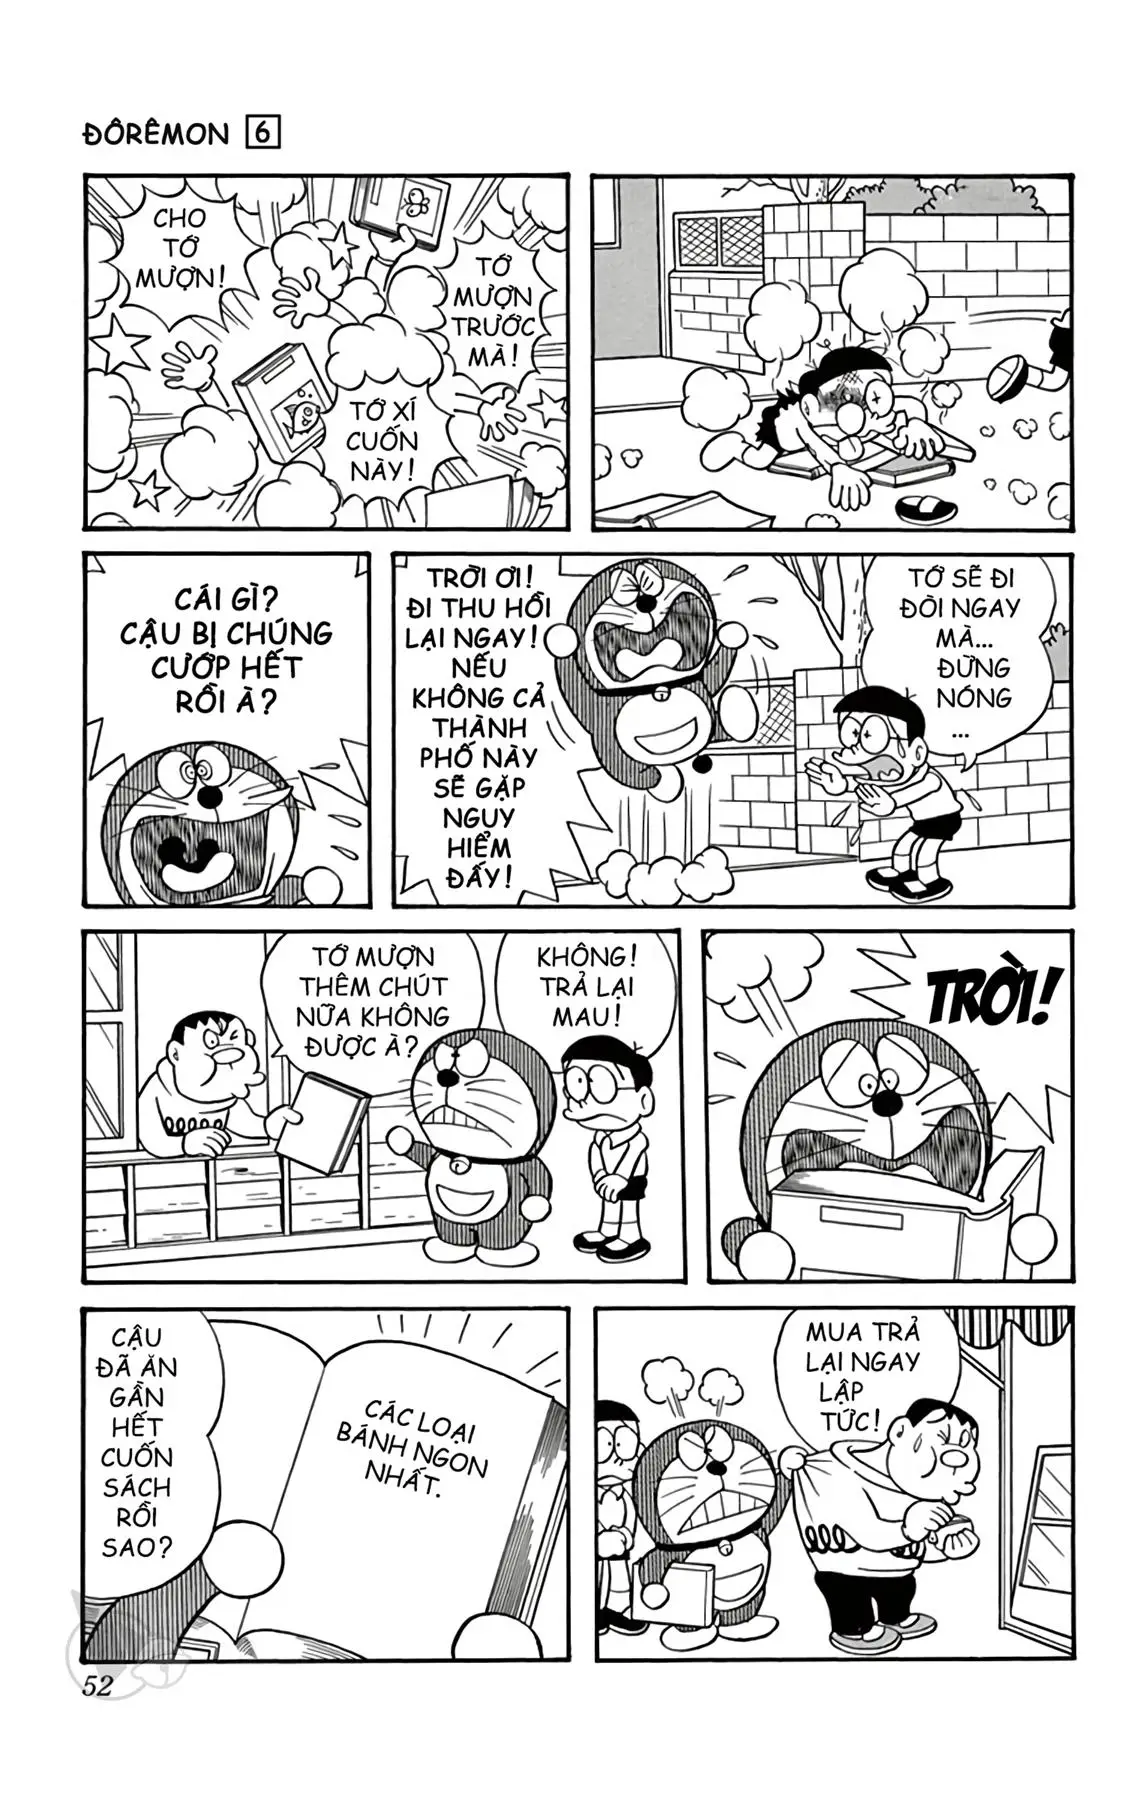 ĐÔRÊMON 6
CHO
TỚ
MƯỢN!
TỚ
MƯỢN
TRƯỚC
MÀ!
TỚ XÍ
CUỐN
NÀY!
CÁI GÌ?
CẬU BỊ CHÚNG
CƯỚP HẾT
RỒI À?
TRỜI ƠI!
ĐI THU HỒI
LẠI NGAY!
NẾU
KHÔNG CẢ
THÀNH
PHỐ NÀY
SẼ GẶP
NGUY
HIỂM
ĐẤY!
TỚ SẼ ĐI
ĐÒI NGAY
MÀ...
ĐỪNG
NÓNG
...
TỚ MƯỢN
THÊM CHÚT
NỮA KHÔNG
ĐƯỢC À?
KHÔNG!
TRẢ LẠI
MAU!
TRỜI!
CẬU
ĐÃ ĂN
GẦN
HẾT
CUỐN
SÁCH
RỒI
SAO?
CÁC LOẠI
BÁNH NGON
NHẤT.
MUA TRẢ
LẠI NGAY
LẬP
TỨC!
52